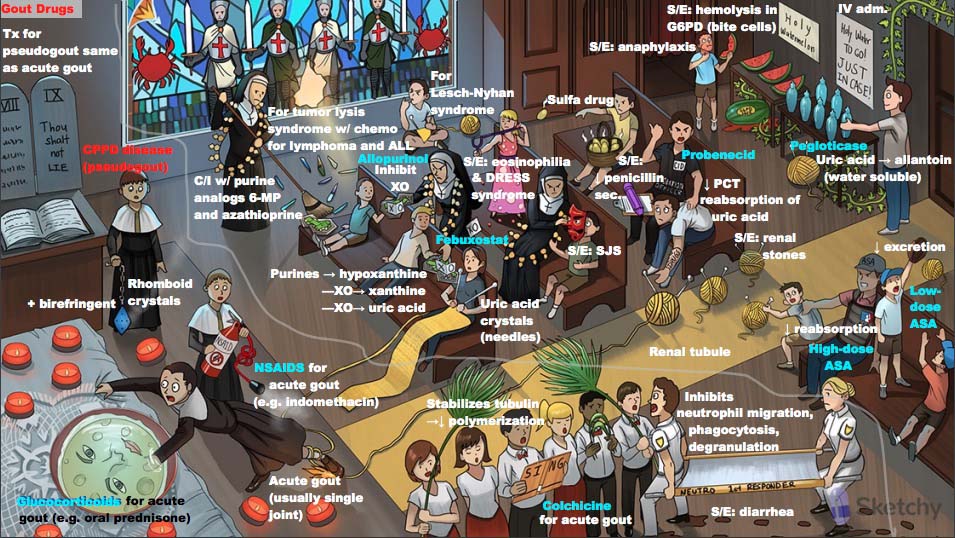 Gout Drugs
Tx for
pseudogout same
as acute gout
VIII
IX
Thou
shalt
not
LIE
CPPD disease
(pseudogout)
+ birefringent
Rhomboid
crystals
For tumor lysis
syndrome w/ chemo
for lymphoma and ALL
C/I w/ purine
analogs 6-MP
and azathioprine
For
Lesch-Nyhan
syndrome
Allopurinol
Inhibit
XO
S/E: eosinophilia
& DRESS
syndrome
Febuxostat
Purines → hypoxanthine
—XO→ xanthine
—XO→ uric acid
Uric acid
crystals
(needles)
S/E: SJS
Sulfa drug
S/E:
↓ penicillin
sec.
Probenecid
↓ PCT
reabsorption of
uric acid
S/E: renal
stones
S/E: hemolysis in
G6PD (bite cells)
S/E: anaphylaxis
Holy
Watermelon
IV adm.
Holy Water
TO GO!
JUST
IN CASE!
Pegloticase
Uric acid → allantoin
(water soluble)
↓ excretion
Low-
dose
ASA
↓ reabsorption
High-dose
ASA
Renal tubule
NSAID
NSAIDS for
acute gout
(e.g. indomethacin)
Stabilizes tubulin
→↓ polymerization
Inhibits
neutrophil migration,
phagocytosis,
degranulation
SING!
NEUTRO 1st RESPONDER
Acute gout
(usually single
joint)
Glucocorticoids for acute
gout (e.g. oral prednisone)
Colchicine
for acute gout
S/E: diarrhea
Sketchy